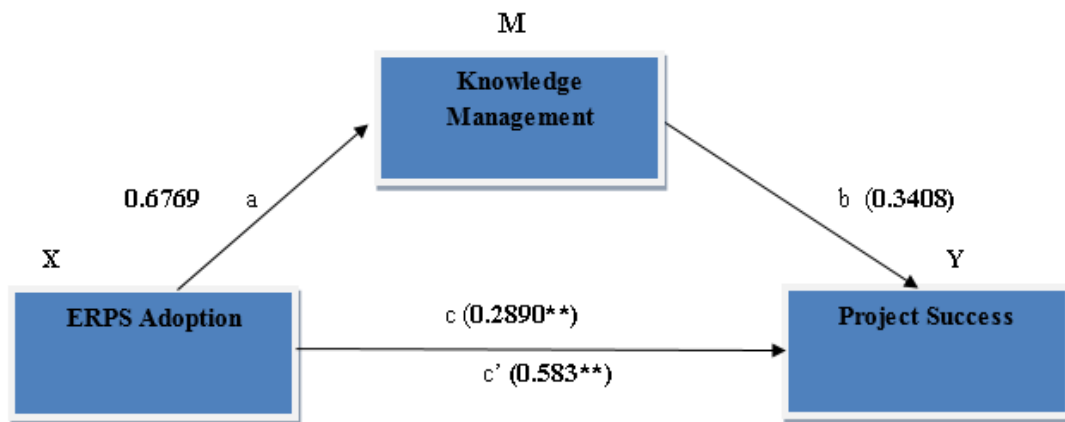 M
Knowledge
Management
0.6769 a
b (0.3408)
X
Y
ERPS Adoption
c (0.2890**)
Project Success
c' (0.583**)